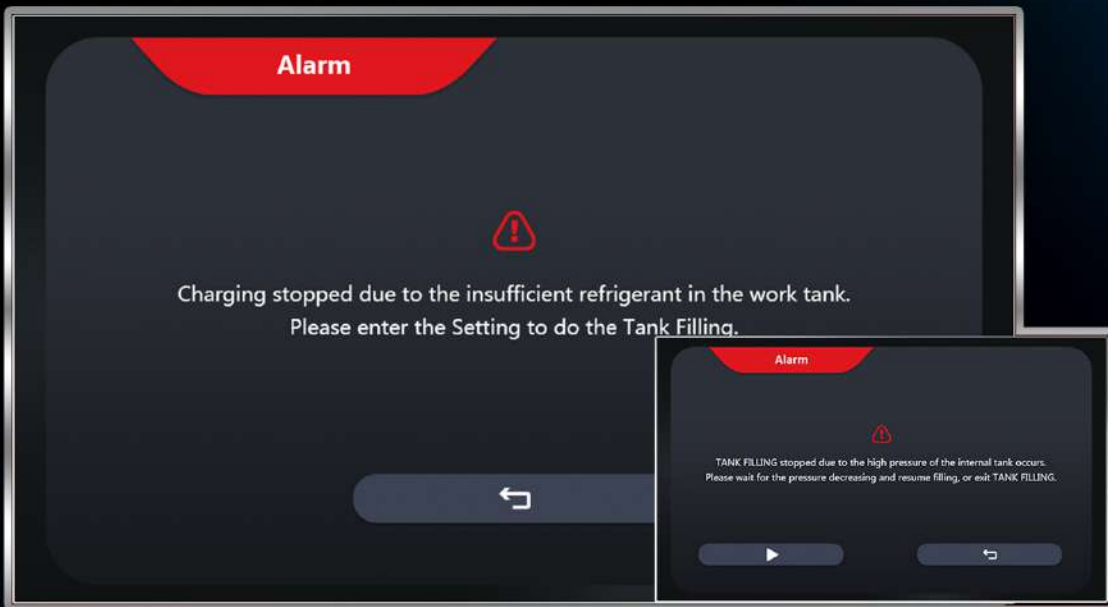 Alarm
Charging stopped due to the insufficient refrigerant in the work tank.
Please enter the Setting to do the Tank Filling.
Alarm
TANK FILLING stopped due to the high pressure of the internal tank occurs.
Please wait for the pressure decreasing and resume filling, or exit TANK FILLING.